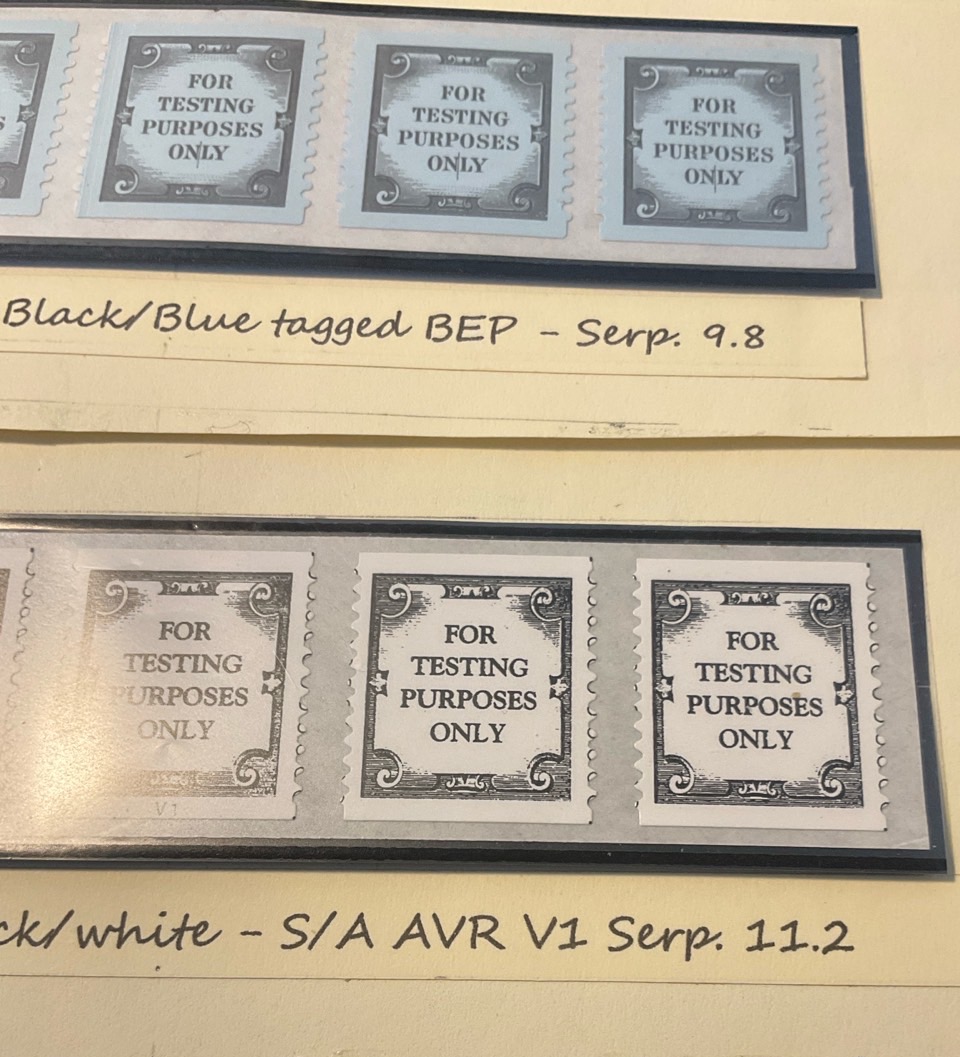 S
FOR
TESTING
PURPOSES
ONLY
FOR
TESTING
PURPOSES
ONLY
FOR
TESTING
PURPOSES
ONLY
Black/Blue tagged BEP - Serp. 9.8
FOR
TESTING
PURPOSES
ONLY
V1
FOR
TESTING
PURPOSES
ONLY
FOR
TESTING
PURPOSES
ONLY
ck/white - S/A AVR V1 Serp. 11.2